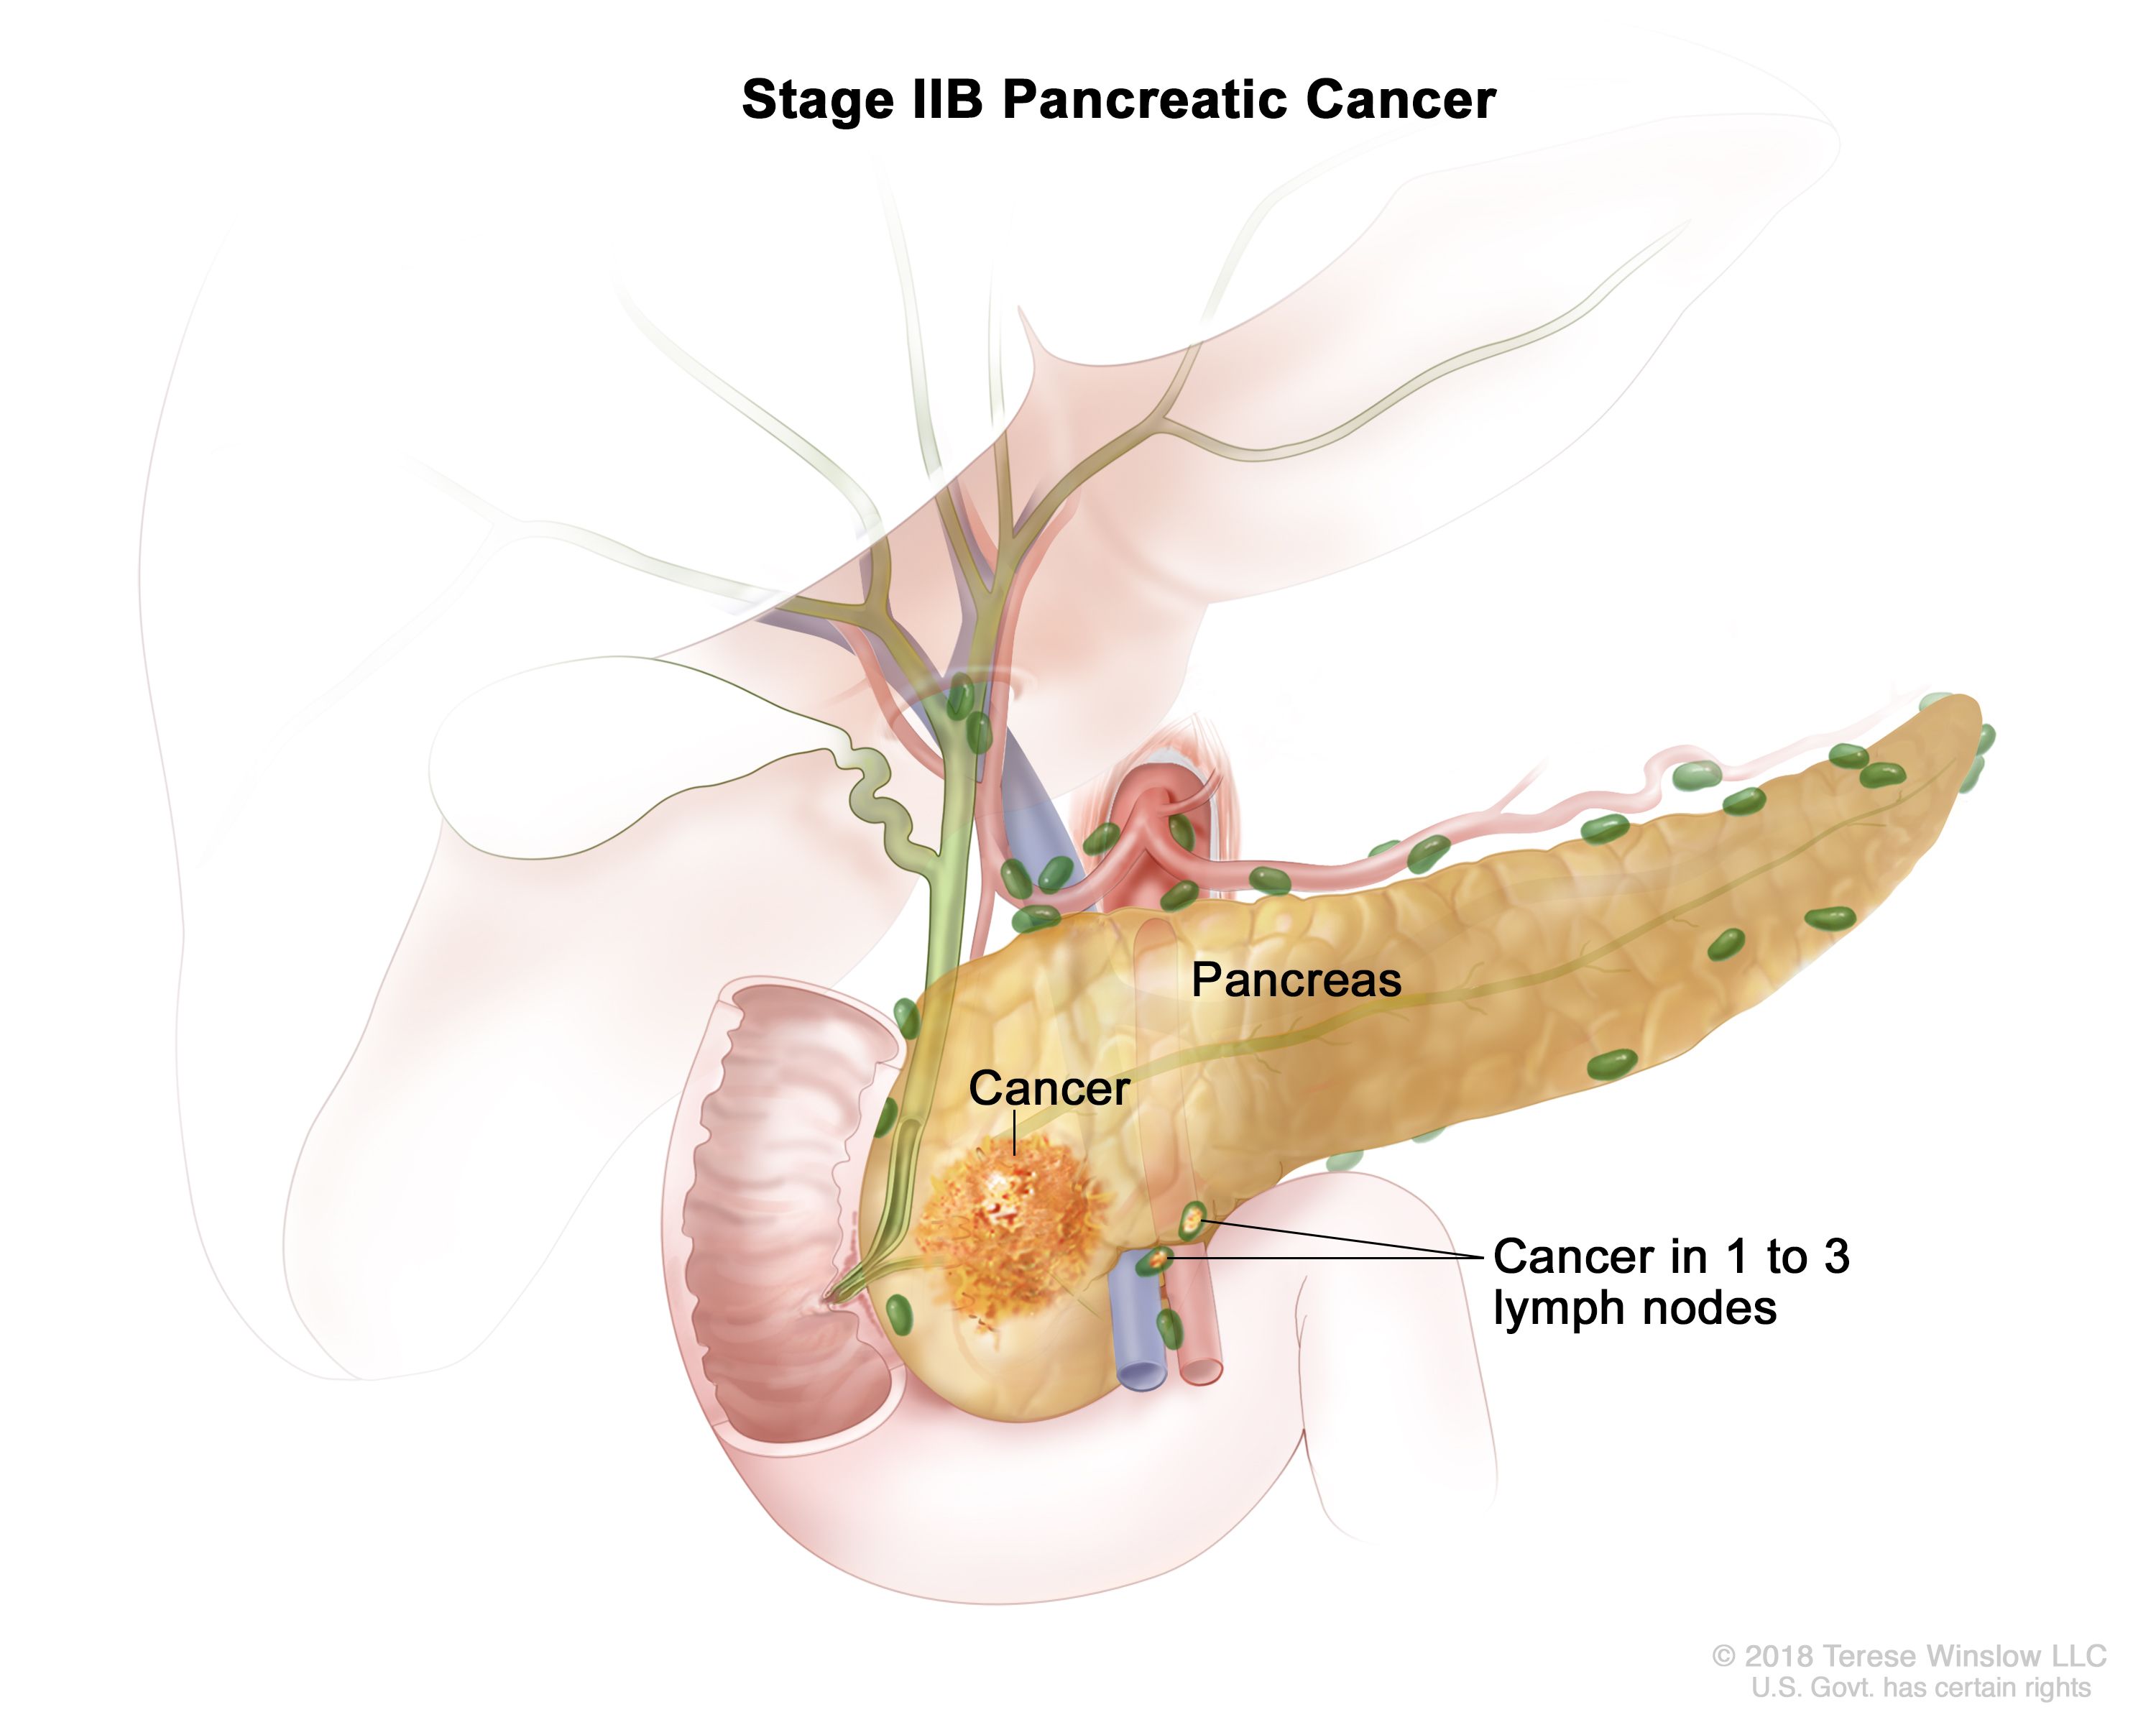 Stage IIB Pancreatic Cancer
Pancreas
Cancer
Cancer in 1 to 3
lymph nodes
© 2018 Terese Winslow LLC
U.S. Govt. has certain rights